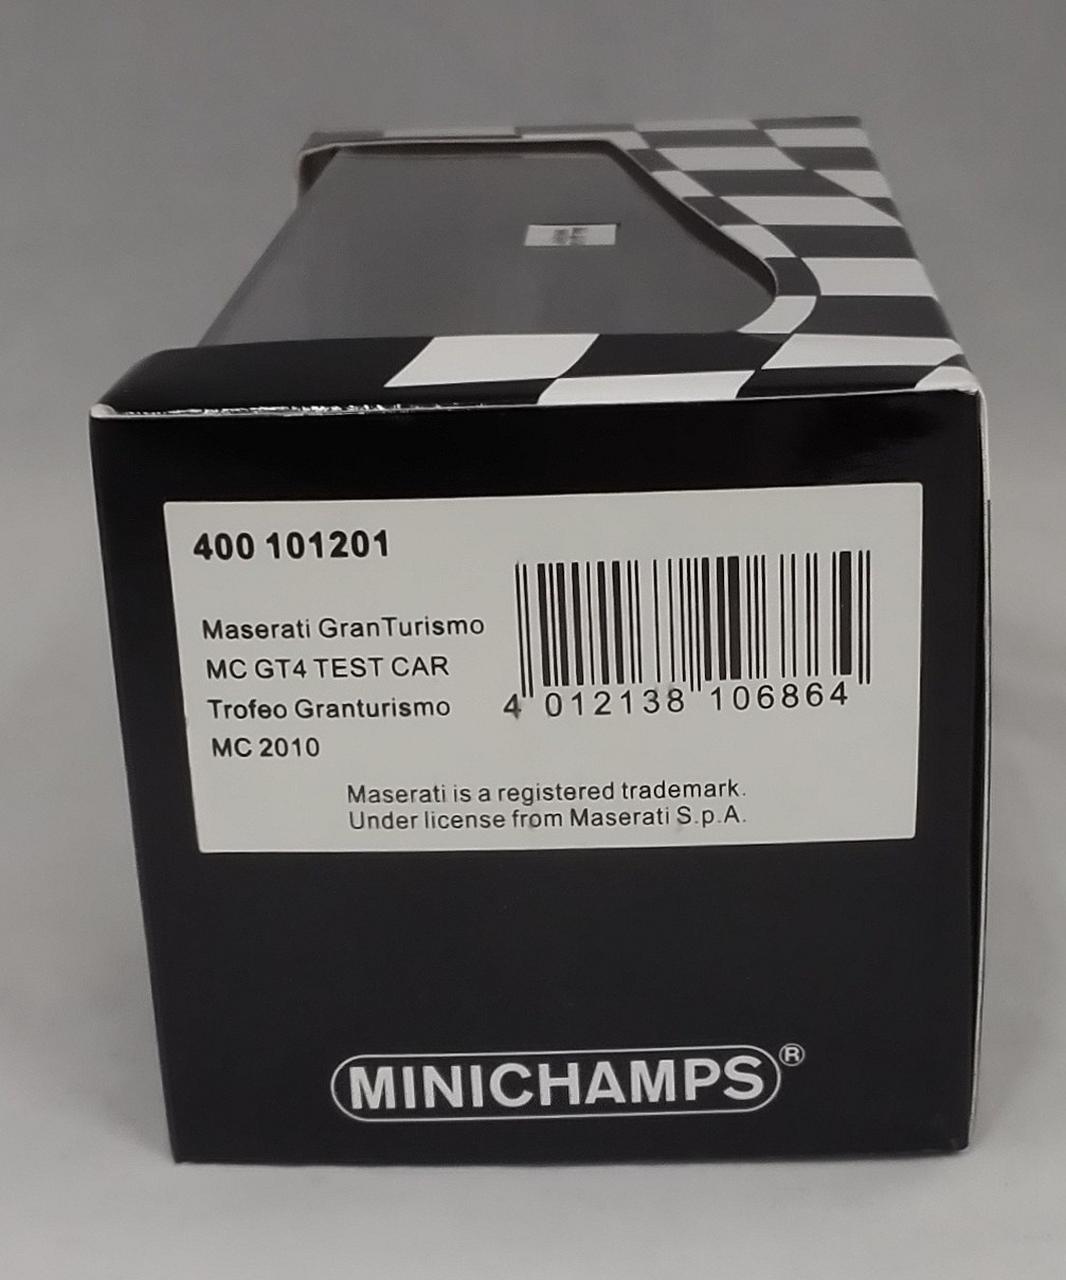 400 101201
Maserati GranTurismo
MC GT4 TEST CAR
Trofeo Granturismo
MC 2010
4 012138 106864
Maserati is a registered trademark.
Under license from Maserati S.p.A.
MINICHAMPS®